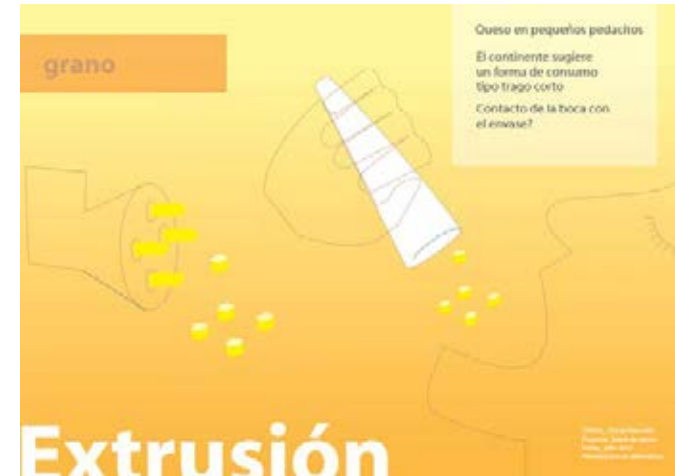 grano
Queso en pequeños pedacitos
El continente sugiere
un forma de consumo
tipo trago corto
Contacto de la boca con
el envase?
Extrusión